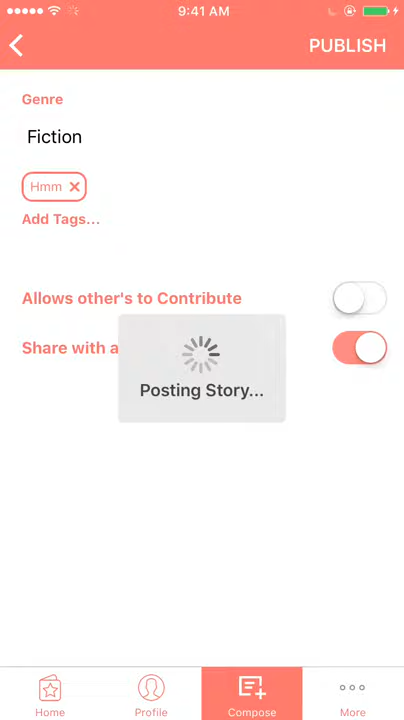 9:41 AM
PUBLISH
Genre
Fiction
Hmm ✕
Add Tags...
Allows other's to Contribute
Share with a
Posting Story...
Home Profile Compose More